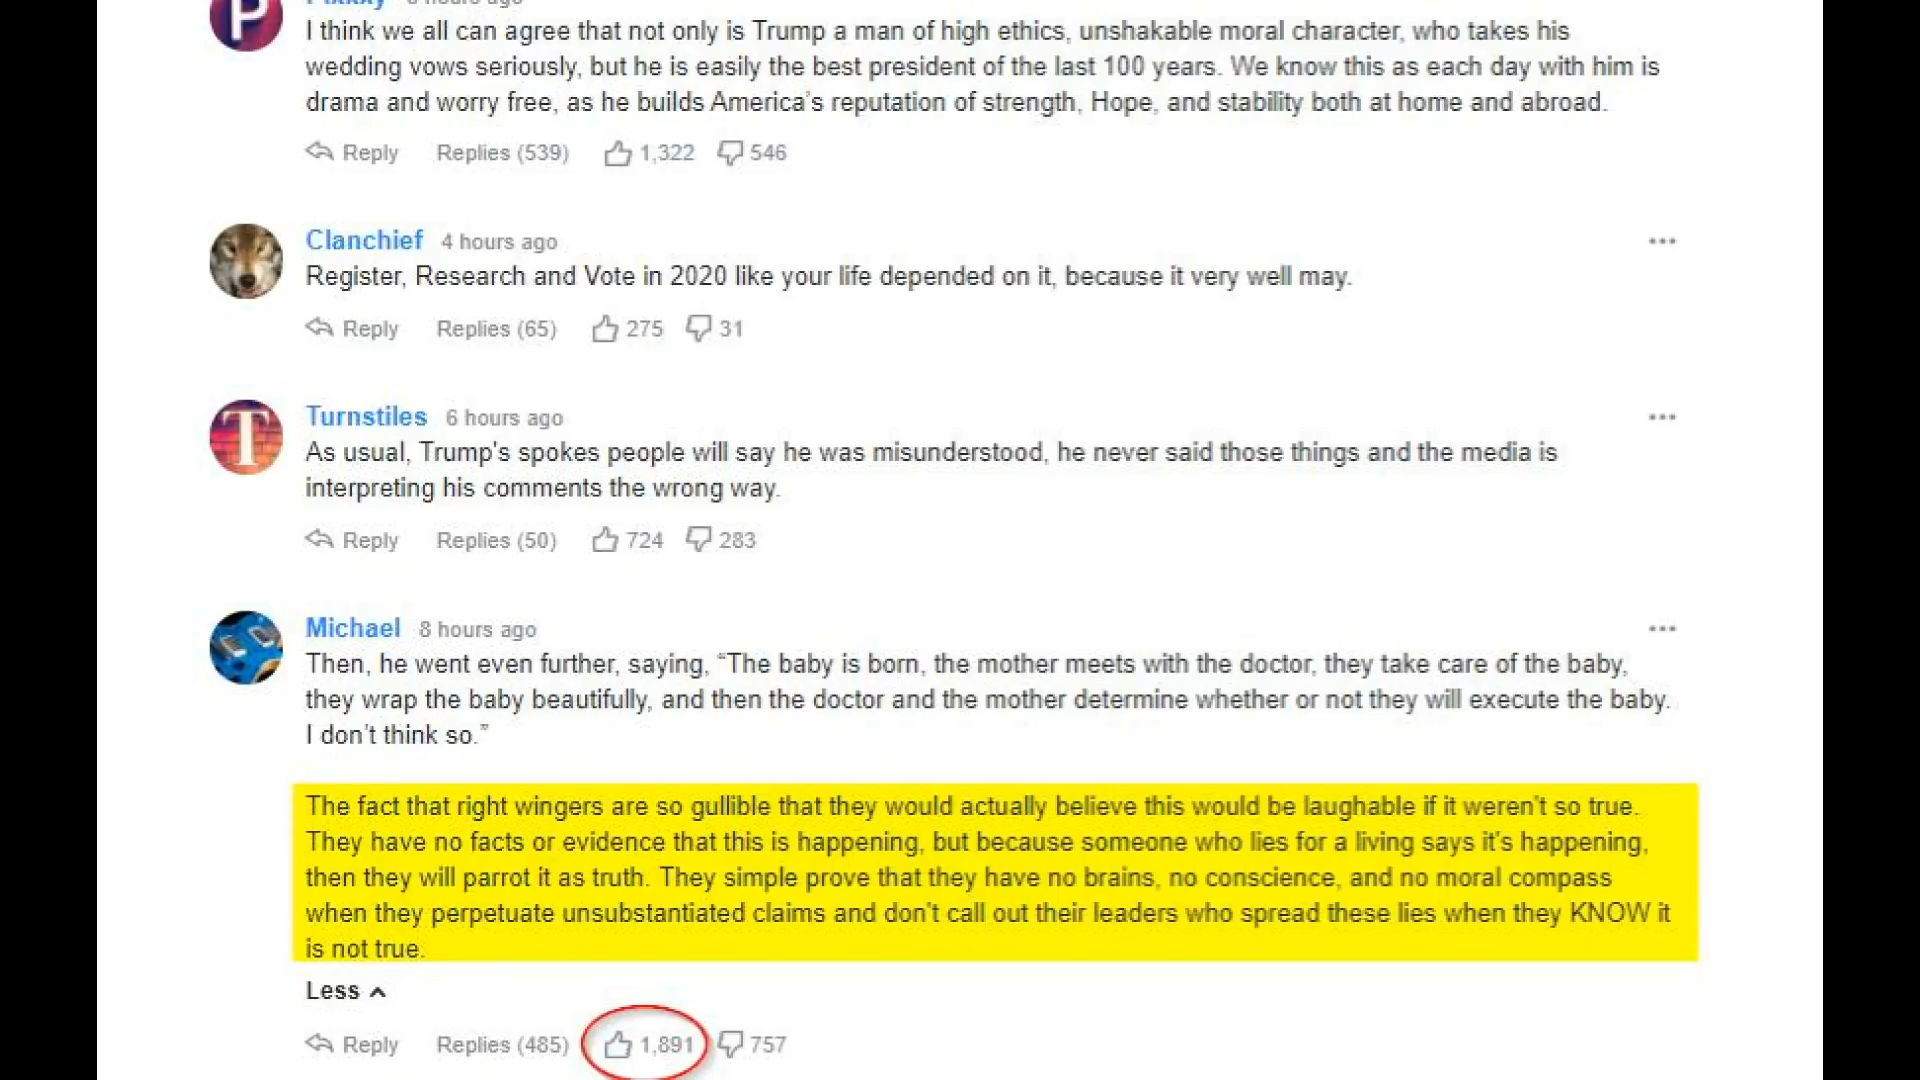 P
I think we all can agree that not only is Trump a man of high ethics, unshakable moral character, who takes his
wedding vows seriously, but he is easily the best president of the last 100 years. We know this as each day with him is
drama and worry free, as he builds America's reputation of strength, Hope, and stability both at home and abroad.
Reply Replies (539) 1,322 546
Clanchief 4 hours ago
Register, Research and Vote in 2020 like your life depended on it, because it very well may.
Reply Replies (65) 275 31
T
Turnstiles 6 hours ago
As usual, Trump's spokes people will say he was misunderstood, he never said those things and the media is
interpreting his comments the wrong way.
Reply Replies (50) 724 283
Michael 8 hours ago
Then, he went even further, saying, “The baby is born, the mother meets with the doctor, they take care of the baby,
they wrap the baby beautifully, and then the doctor and the mother determine whether or not they will execute the baby.
I don't think so.”
The fact that right wingers are so gullible that they would actually believe this would be laughable if it weren't so true.
They have no facts or evidence that this is happening, but because someone who lies for a living says it's happening,
then they will parrot it as truth. They simple prove that they have no brains, no conscience, and no moral compass
when they perpetuate unsubstantiated claims and don't call out their leaders who spread these lies when they KNOW it
is not true.
Less
Reply Replies (485) 1,891 757